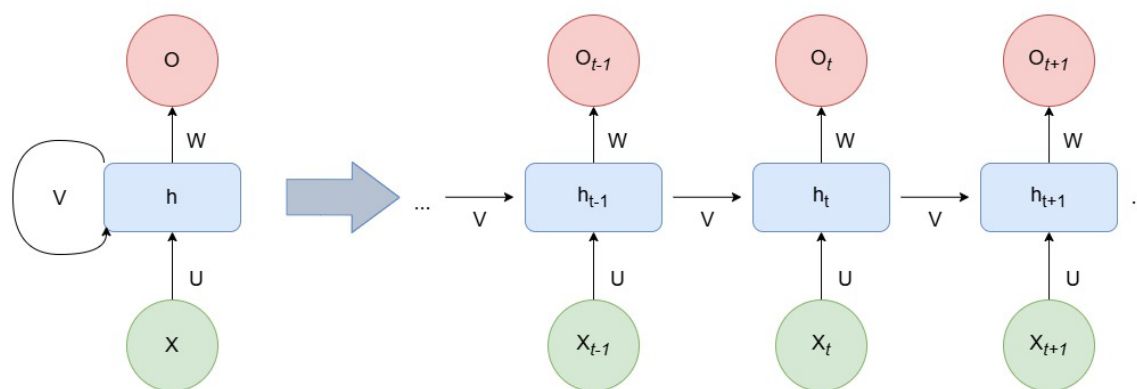 O O_{t-1} O_t O_{t+1}
W W W W
V h ... V h_{t-1} V h_t V h_{t+1} .
U U U U
X X_{t-1} X_t X_{t+1}